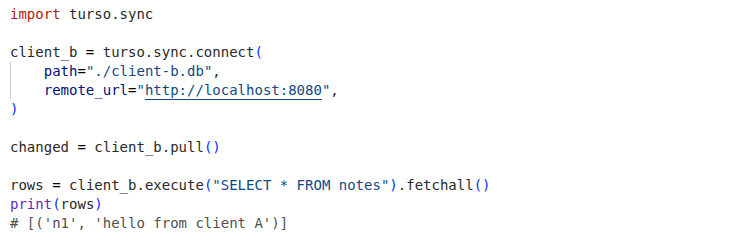 import turso.sync

client_b = turso.sync.connect(
    path="./client-b.db",
    remote_url="http://localhost:8080",
)

changed = client_b.pull()

rows = client_b.execute("SELECT * FROM notes").fetchall()
print(rows)
# [('n1', 'hello from client A')]